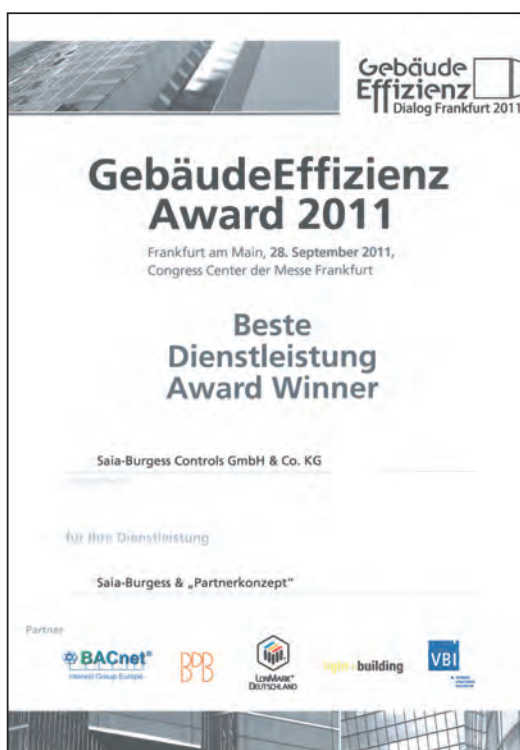 Gebäude
Effizienz
Dialog Frankfurt 2011
GebäudeEffizienz
Award 2011
Frankfurt am Main, 28. September 2011,
Congress Center der Messe Frankfurt
Beste
Dienstleistung
Award Winner
Saia-Burgess Controls GmbH & Co. KG
für Ihre Dienstleistung
Saia-Burgess & „Partnerkonzept"
Partner
BACnet®
Interest Group Europe
BDB
LONMARK®
DEUTSCHLAND
light+building
VBI